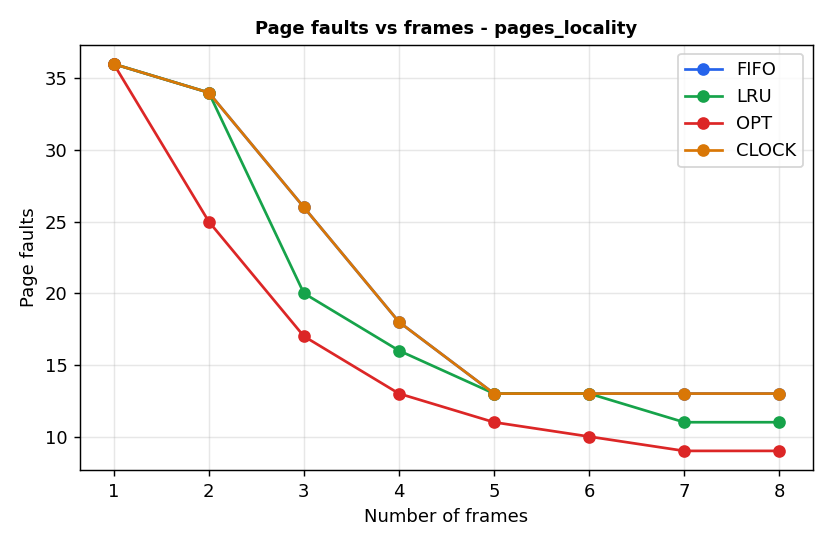 Page faults vs frames - pages_locality
FIFO
LRU
OPT
CLOCK
35
30
25
20
15
10
Page faults
1 2 3 4 5 6 7 8
Number of frames